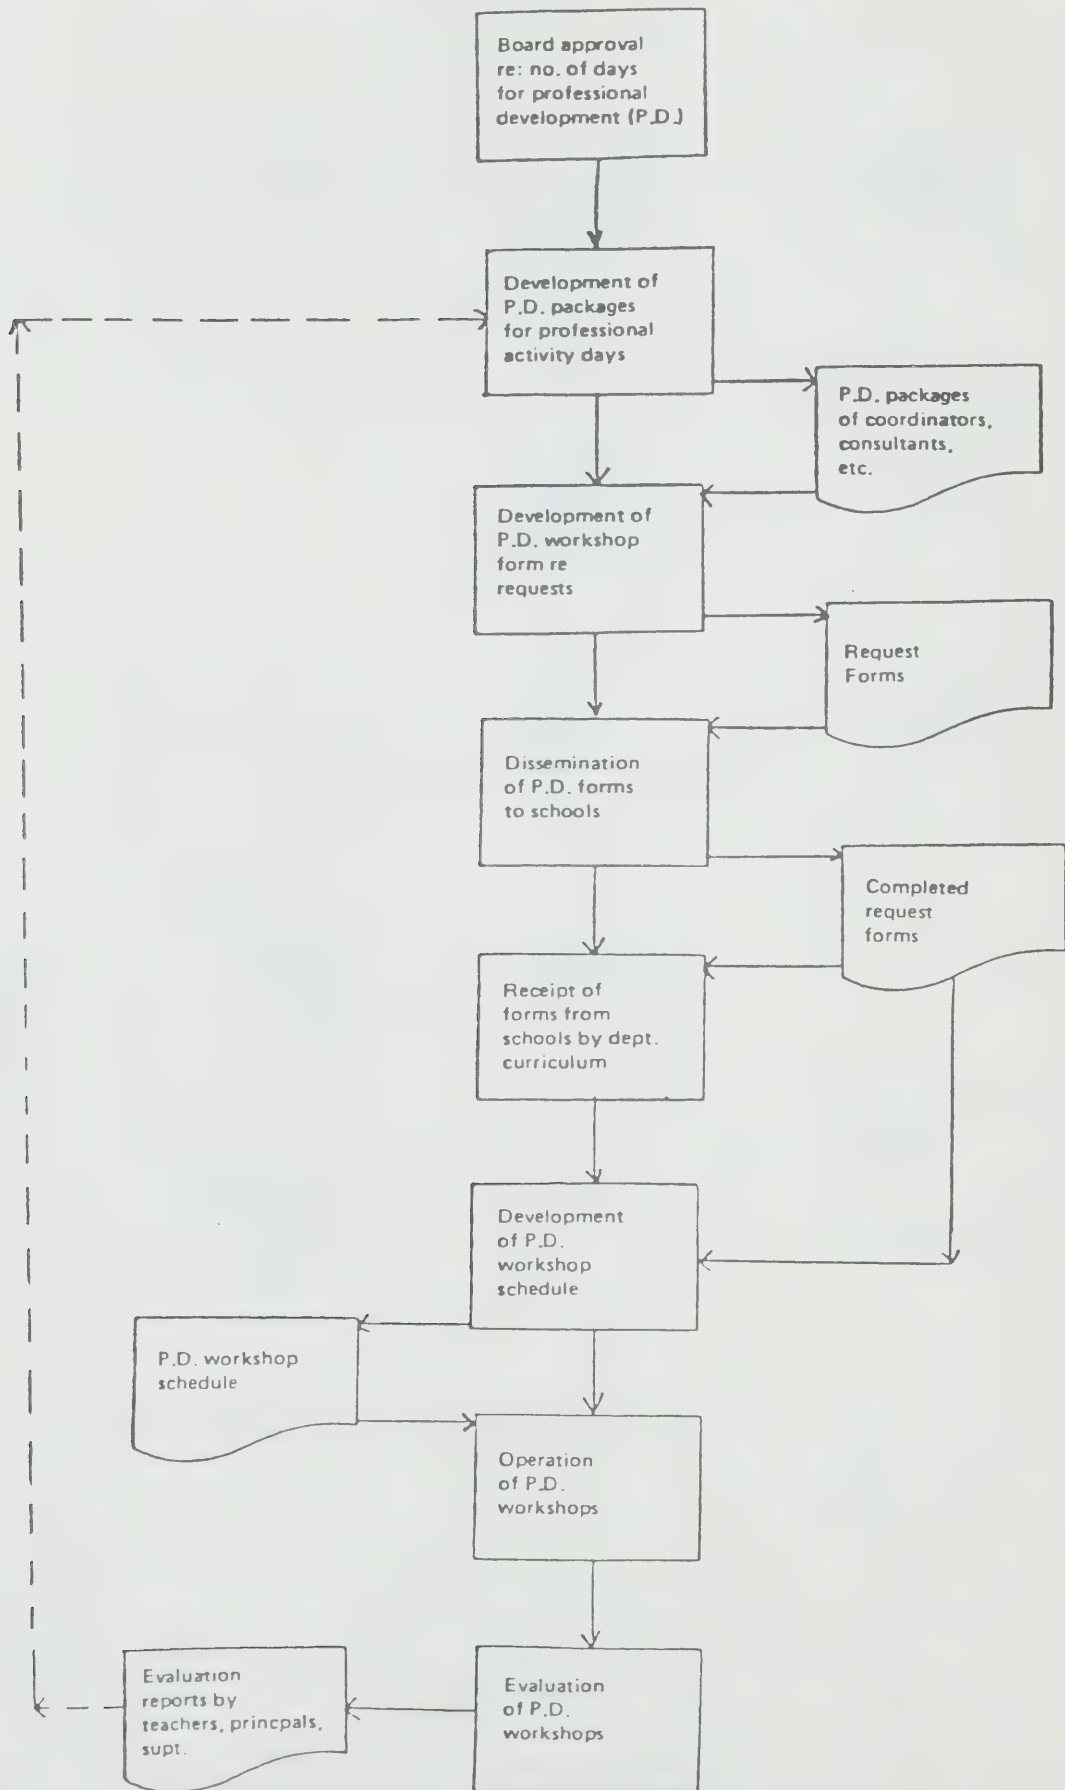 Board approval
re: no. of days
for professional
development (P.D.)
Development of
P.D. packages
for professional
activity days
P.D. packages
of coordinators,
consultants,
etc.
Development of
P.D. workshop
form re
requests
Request
Forms
Dissemination
of P.D. forms
to schools
Completed
request
forms
Receipt of
forms from
schools by dept.
curriculum
Development
of P.D.
workshop
schedule
P.D. workshop
schedule
Operation
of P.D.
workshops
Evaluation
reports by
teachers, princpals,
supt.
Evaluation
of P.D.
workshops